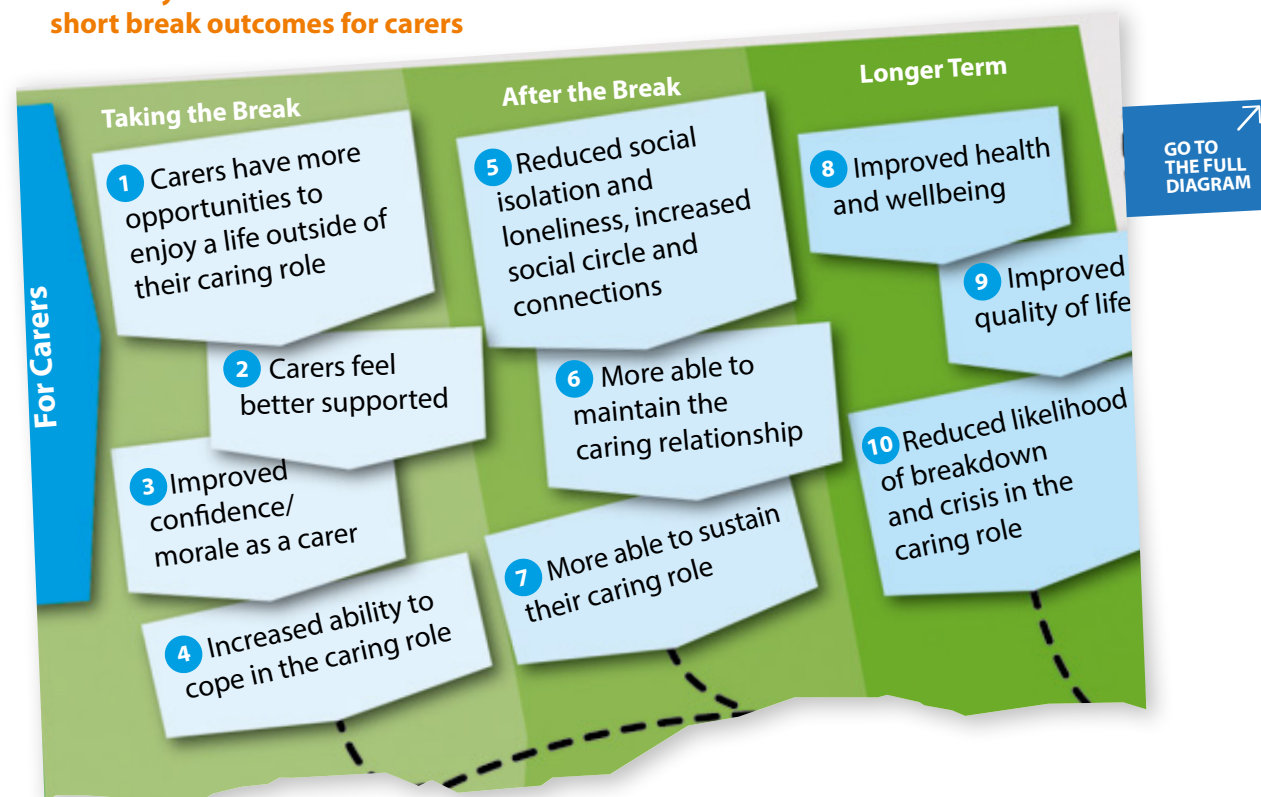 short break outcomes for carers
For Carers
Taking the Break
1 Carers have more
opportunities to
enjoy a life outside of
their caring role
2 Carers feel
better supported
3 Improved
confidence/
morale as a carer
4 Increased ability to
cope in the caring role
After the Break
5 Reduced social
isolation and
loneliness, increased
social circle and
connections
6 More able to
maintain the
caring relationship
7 More able to sustain
their caring role
Longer Term
8 Improved health
and wellbeing
9 Improved
quality of life
10 Reduced likelihood
of breakdown
and crisis in the
caring role
GO TO
THE FULL
DIAGRAM